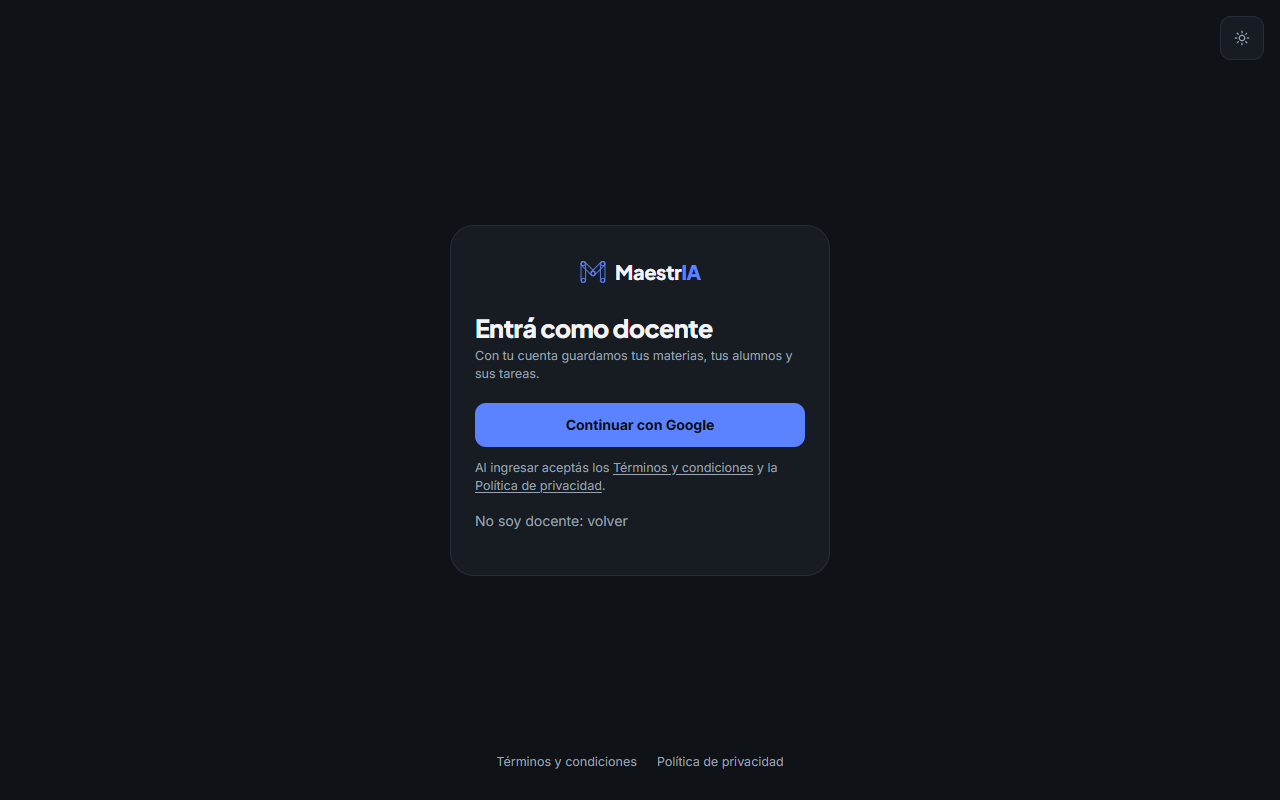 MaestrIA
Entrá como docente
Con tu cuenta guardamos tus materias, tus alumnos y
sus tareas.
Continuar con Google
Al ingresar aceptás los Términos y condiciones y la
Política de privacidad.
No soy docente: volver
Términos y condiciones Política de privacidad